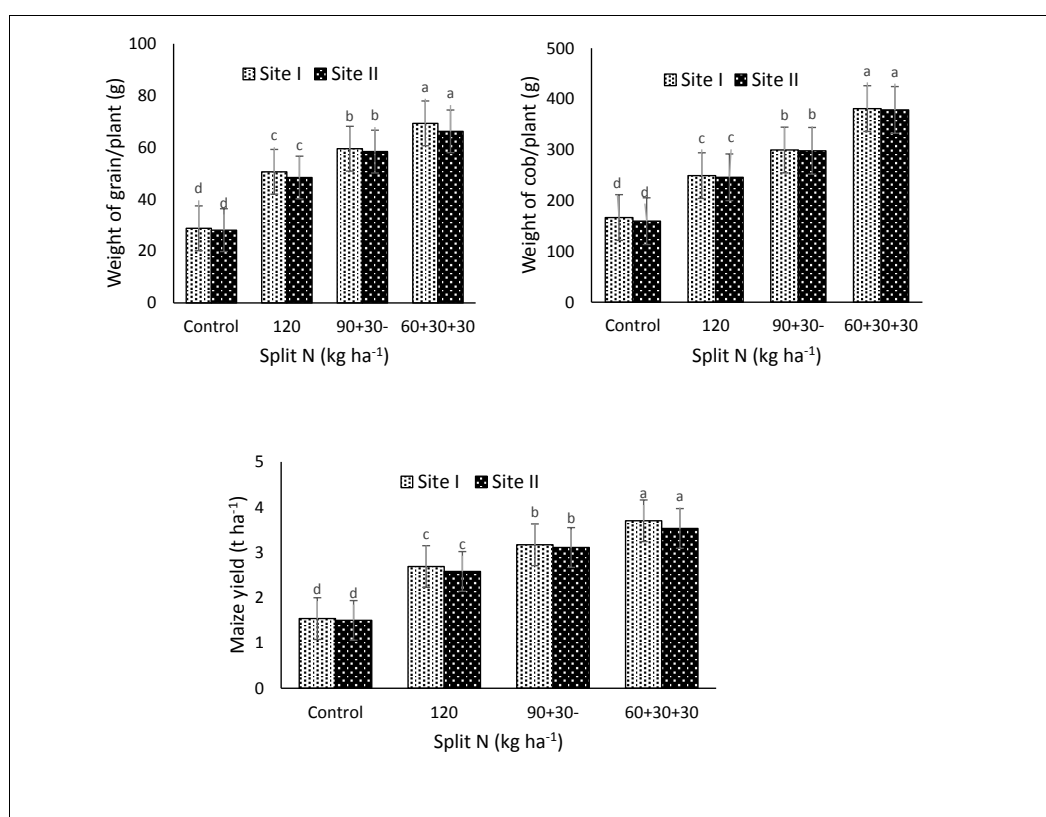 100
80
60
40
20
0
Weight of grain/plant (g)
Site I Site II
d d c c b b a a
Control 120 90+30- 60+30+30
Split N (kg ha⁻¹)
500
400
300
200
100
0
Weight of cob/plant (g)
Site I Site II
d d c c b b a a
Control 120 90+30- 60+30+30
Split N (kg ha⁻¹)
5
4
3
2
1
0
Maize yield (t ha⁻¹)
Site I Site II
d d c c b b a a
Control 120 90+30- 60+30+30
Split N (kg ha⁻¹)